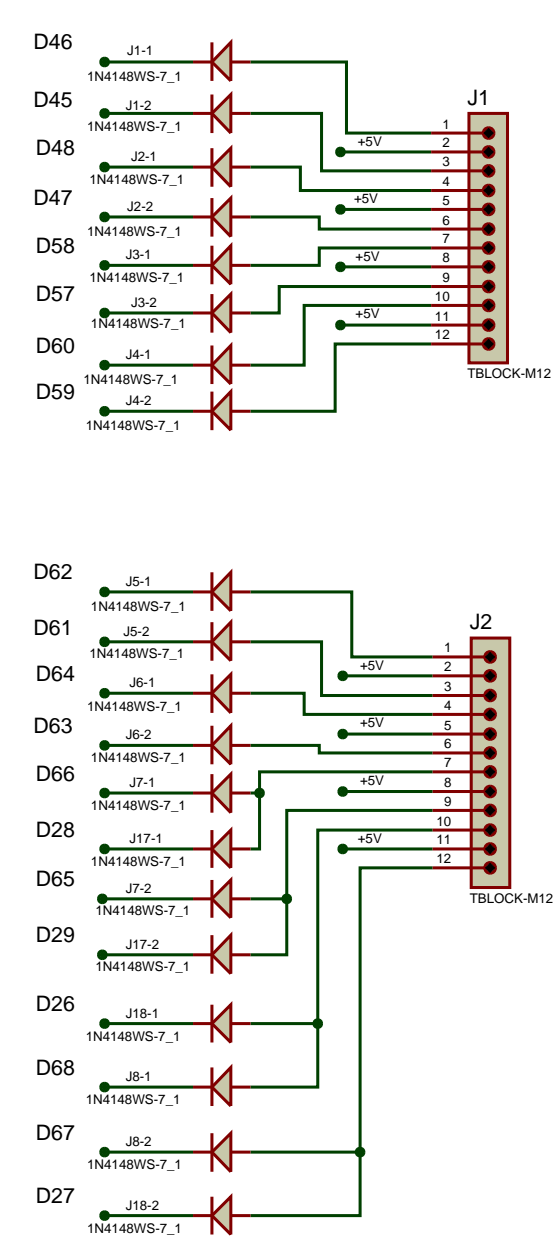 D46
J1-1
1N4148WS-7_1
D45
J1-2
1N4148WS-7_1
D48
J2-1
1N4148WS-7_1
D47
J2-2
1N4148WS-7_1
D58
J3-1
1N4148WS-7_1
D57
J3-2
1N4148WS-7_1
D60
J4-1
1N4148WS-7_1
D59
J4-2
1N4148WS-7_1
J1
1
+5V
2
3
4
+5V
5
6
7
+5V
8
9
10
+5V
11
12
TBLOCK-M12
D62
J5-1
1N4148WS-7_1
D61
J5-2
1N4148WS-7_1
D64
J6-1
1N4148WS-7_1
D63
J6-2
1N4148WS-7_1
D66
J7-1
1N4148WS-7_1
D28
J17-1
1N4148WS-7_1
D65
J7-2
1N4148WS-7_1
D29
J17-2
1N4148WS-7_1
D26
J18-1
1N4148WS-7_1
D68
J8-1
1N4148WS-7_1
D67
J8-2
1N4148WS-7_1
D27
J18-2
1N4148WS-7_1
J2
1
+5V
2
3
4
+5V
5
6
7
+5V
8
9
10
+5V
11
12
TBLOCK-M12